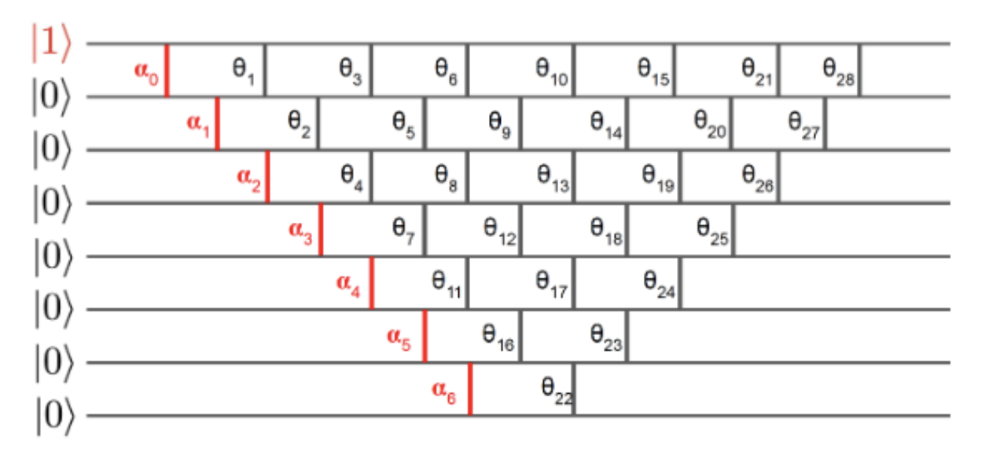 |1⟩
α₀ θ₁ θ₃ θ₆ θ₁₀ θ₁₅ θ₂₁ θ₂₈
|0⟩
α₁ θ₂ θ₅ θ₉ θ₁₄ θ₂₀ θ₂₇
|0⟩
α₂ θ₄ θ₈ θ₁₃ θ₁₉ θ₂₆
|0⟩
α₃ θ₇ θ₁₂ θ₁₈ θ₂₅
|0⟩
α₄ θ₁₁ θ₁₇ θ₂₄
|0⟩
α₅ θ₁₆ θ₂₃
|0⟩
α₆ θ₂₂
|0⟩